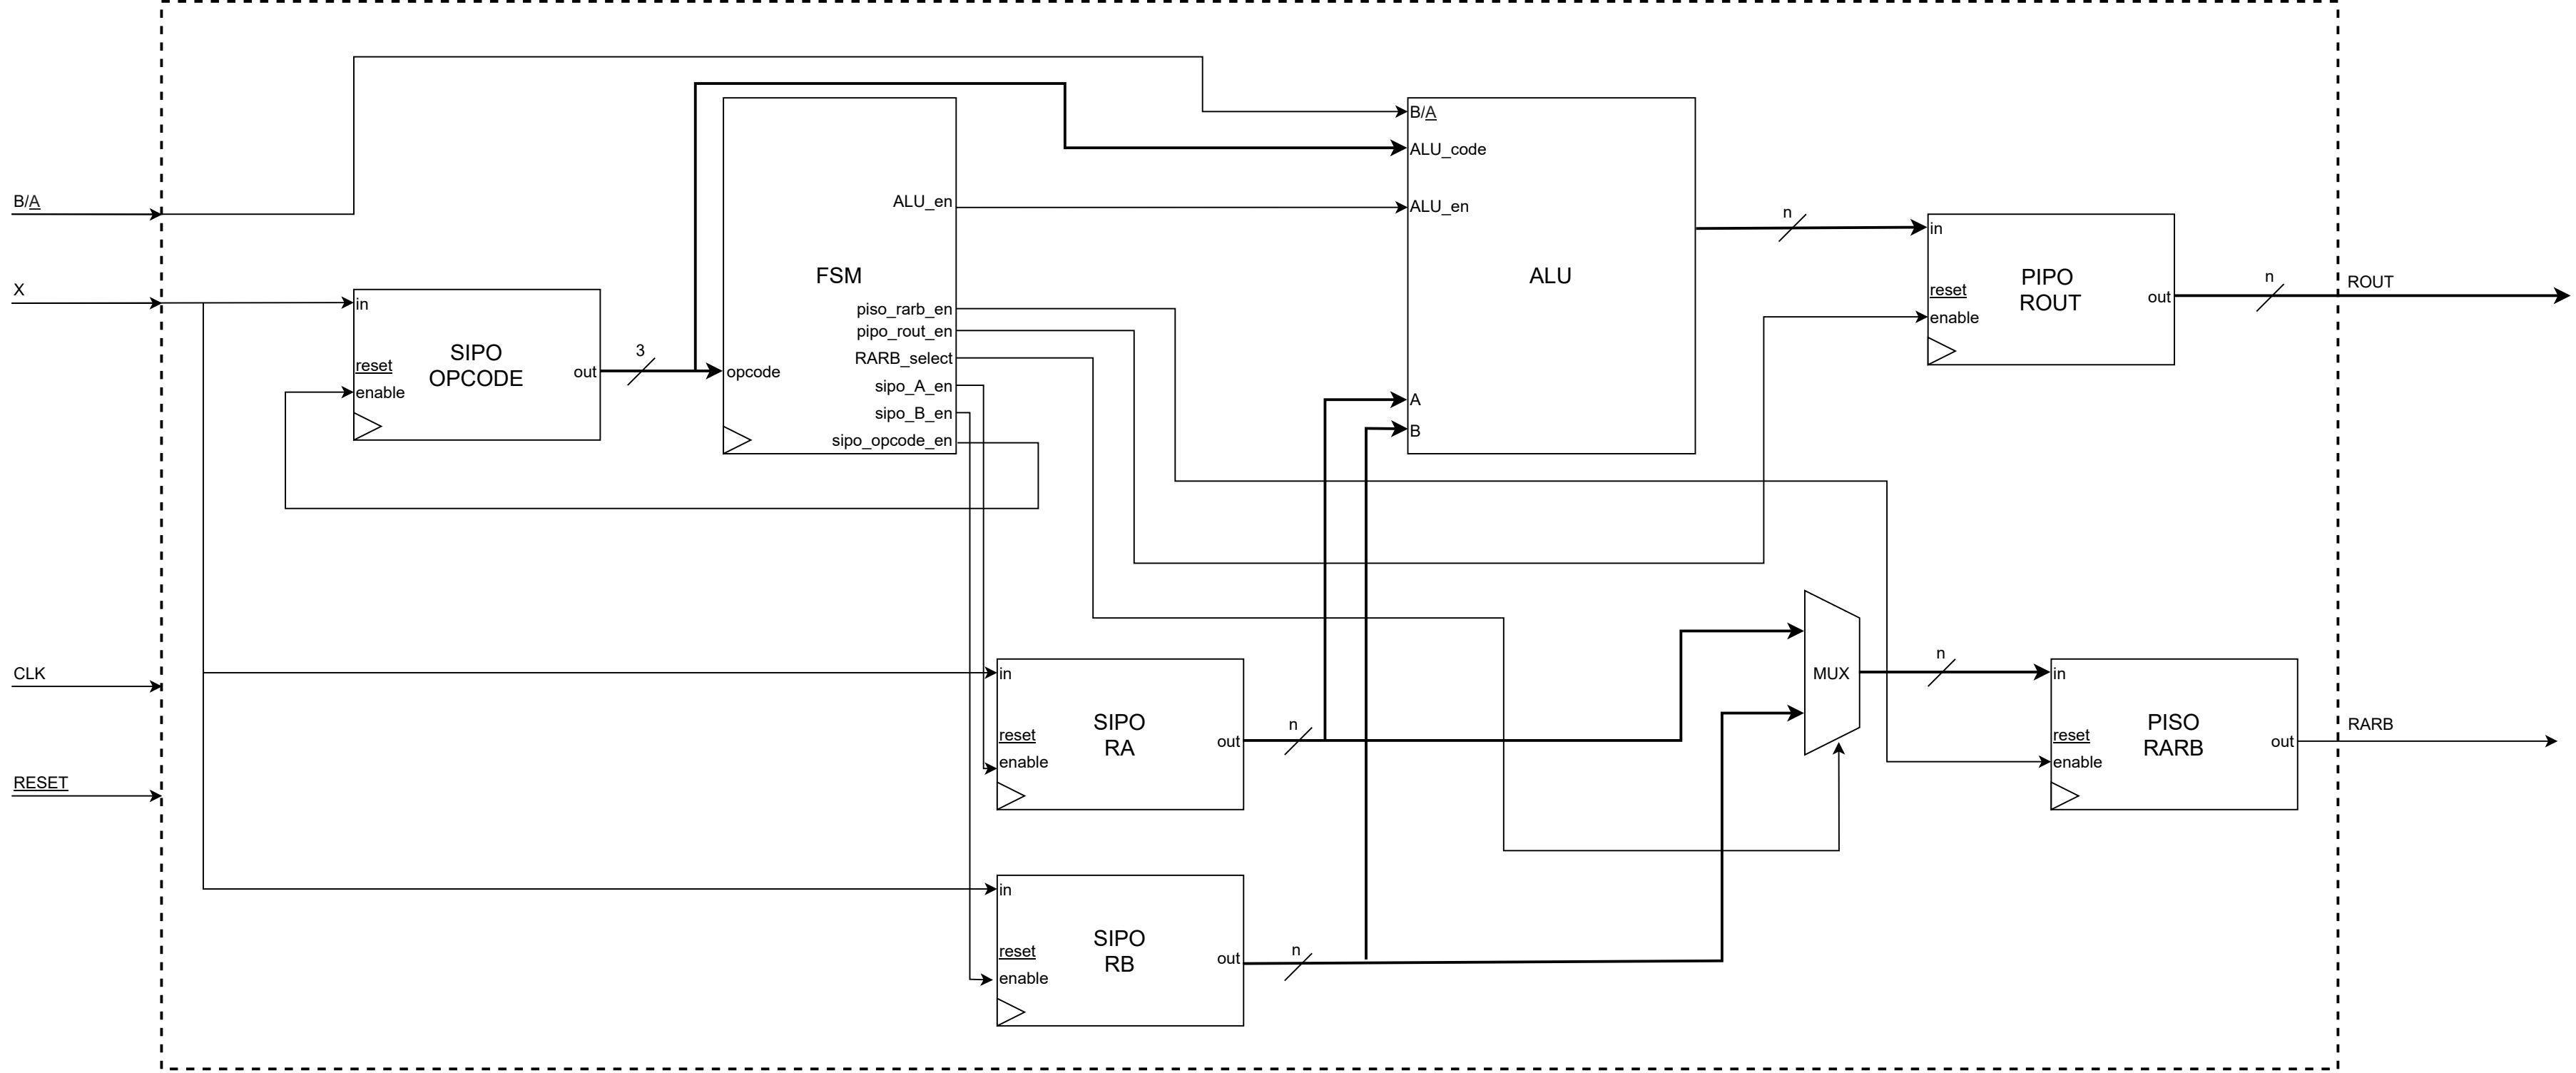 B/A
X
CLK
RESET
in
reset
enable
SIPO
OPCODE
out
3
opcode
FSM
ALU_en
piso_rarb_en
pipo_rout_en
RARB_select
sipo_A_en
sipo_B_en
sipo_opcode_en
B/A
ALU_code
ALU_en
A
B
ALU
n
in
reset
enable
PIPO
ROUT
out
n
ROUT
in
reset
enable
SIPO
RA
out
n
in
reset
enable
SIPO
RB
out
n
MUX
n
in
reset
enable
PISO
RARB
out
RARB